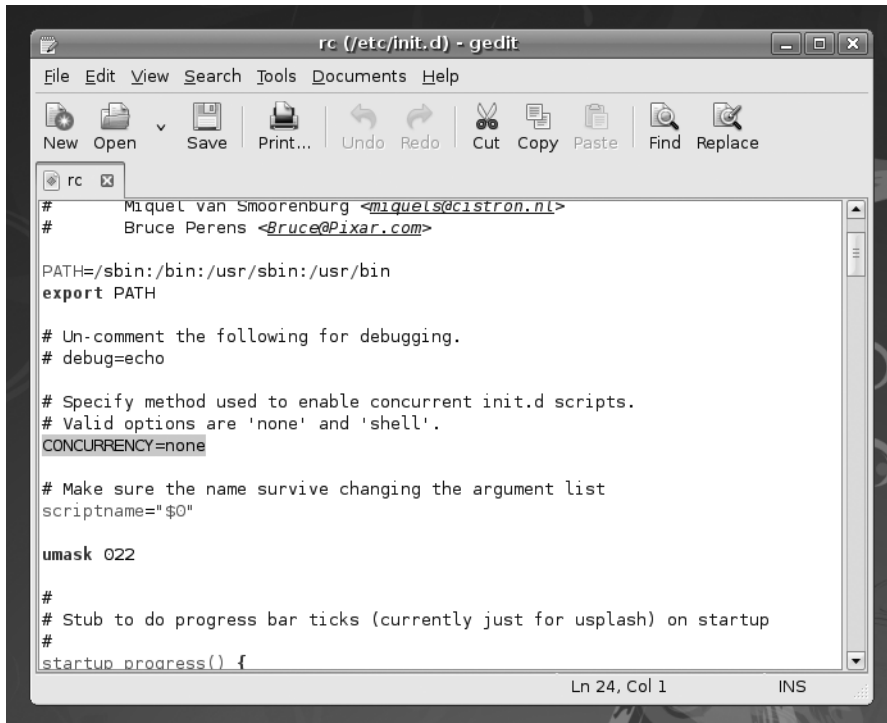 rc (/etc/init.d) - gedit
File Edit View Search Tools Documents Help
New Open Save Print... Undo Redo Cut Copy Paste Find Replace
rc
# Miquel van Smoorenburg <miquels@cistron.nl>
# Bruce Perens <Bruce@Pixar.com>
PATH=/sbin:/bin:/usr/sbin:/usr/bin
export PATH
# Un-comment the following for debugging.
# debug=echo
# Specify method used to enable concurrent init.d scripts.
# Valid options are 'none' and 'shell'.
CONCURRENCY=none
# Make sure the name survive changing the argument list
scriptname="$0"
umask 022
#
# Stub to do progress bar ticks (currently just for usplash) on startup
#
startup_progress() {
Ln 24, Col 1 INS